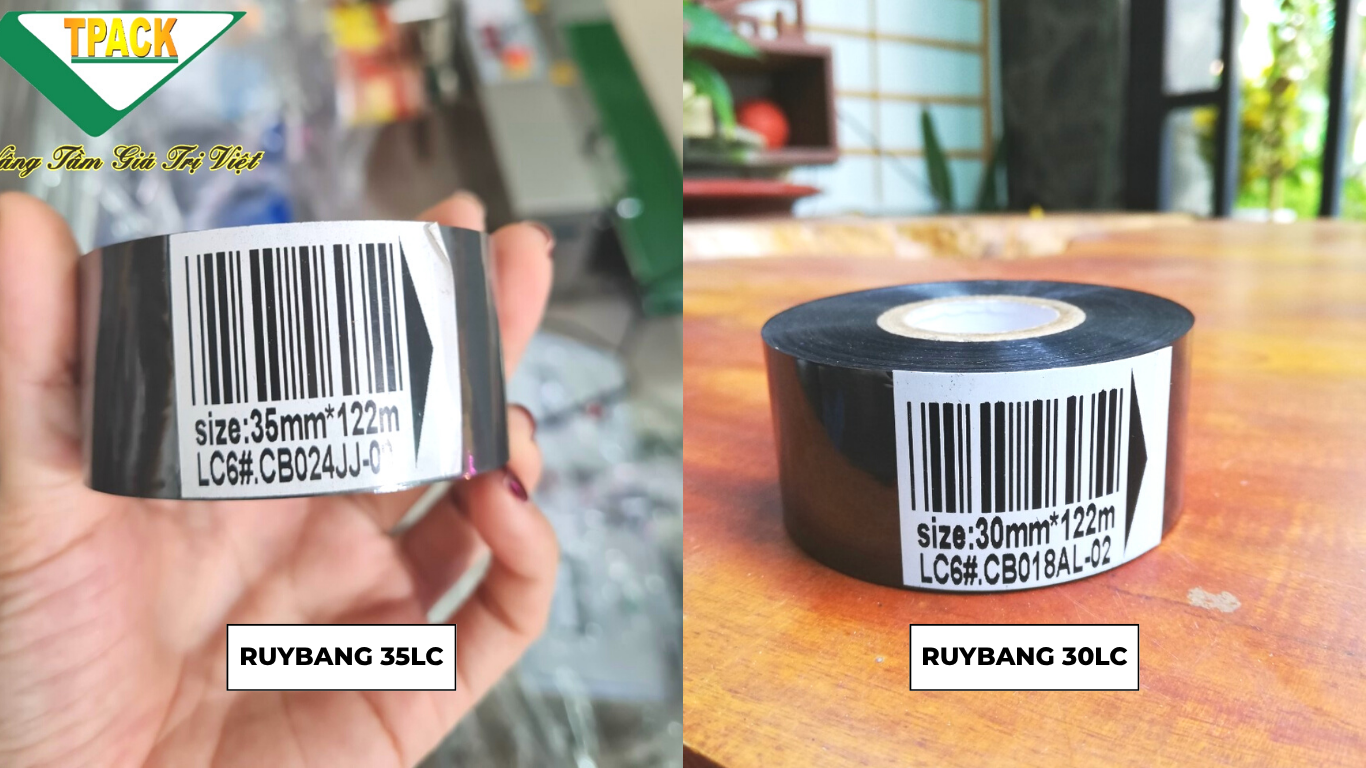 TPACK
Tầm Giá Trị Việt
size:35mm*122m
LC6#.CB024JJ-0
RUYBANG 35LC
size:30mm*122m
LC6#.CB018AL-02
RUYBANG 30LC